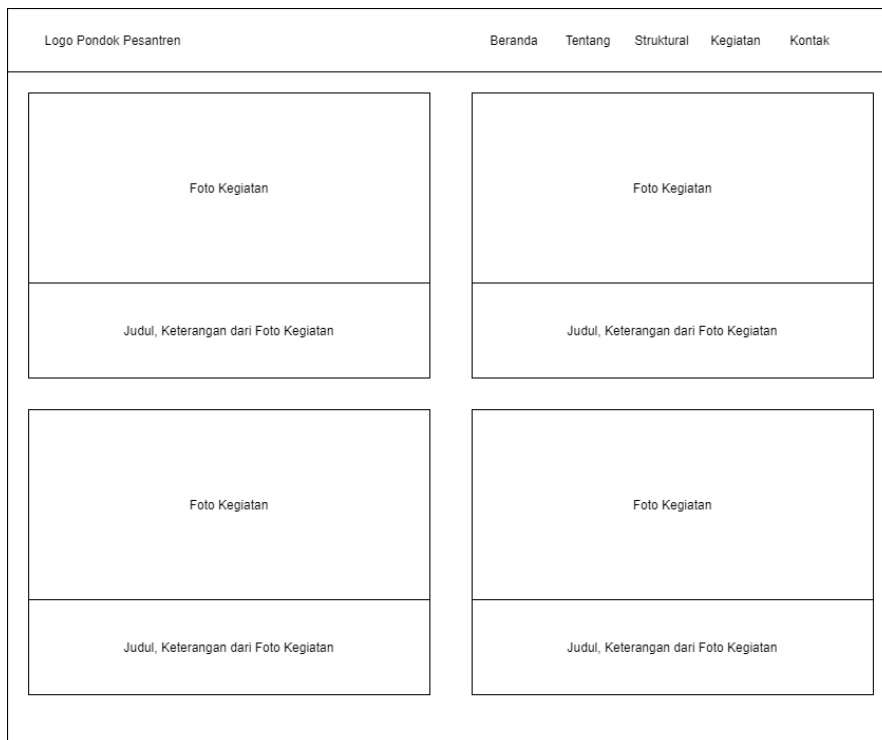 Logo Pondok Pesantren Beranda Tentang Struktural Kegiatan Kontak
Foto Kegiatan Foto Kegiatan
Judul, Keterangan dari Foto Kegiatan Judul, Keterangan dari Foto Kegiatan
Foto Kegiatan Foto Kegiatan
Judul, Keterangan dari Foto Kegiatan Judul, Keterangan dari Foto Kegiatan